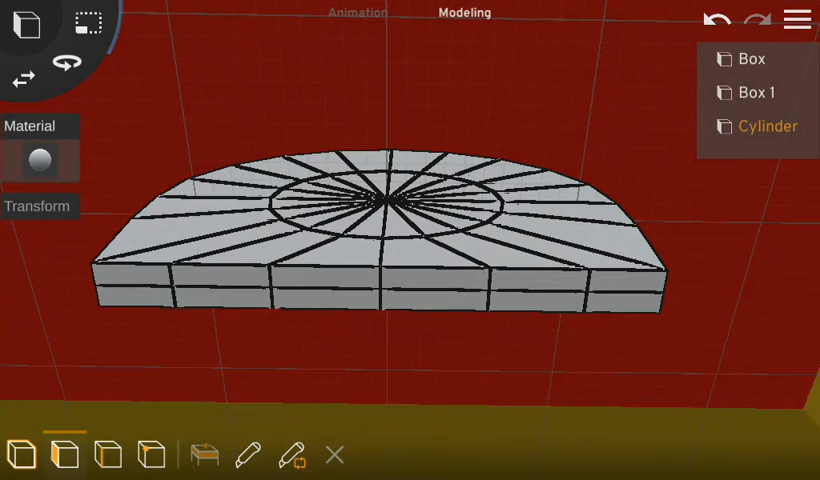 Animation
Modeling
Box
Box 1
Cylinder
Material
Transform